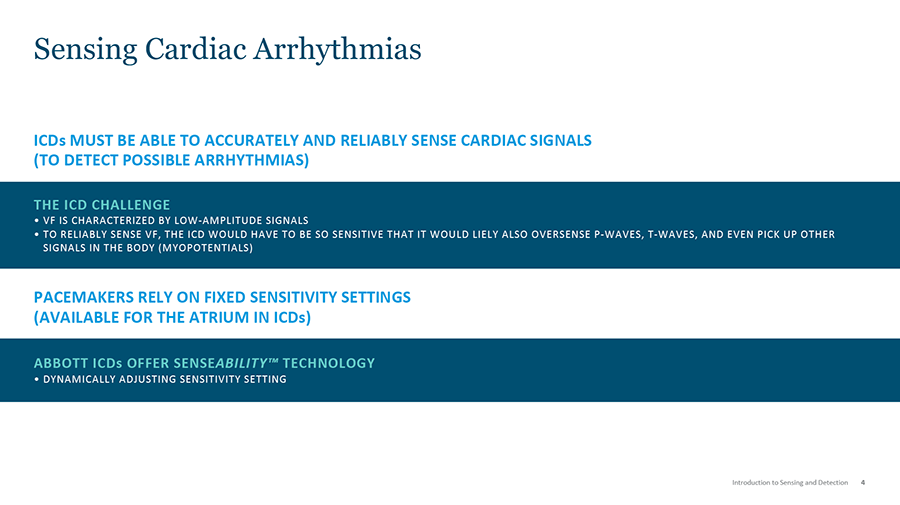 Sensing Cardiac Arrhythmias
ICDs MUST BE ABLE TO ACCURATELY AND RELIABLY SENSE CARDIAC SIGNALS
(TO DETECT POSSIBLE ARRHYTHMIAS)
THE ICD CHALLENGE
• VF IS CHARACTERIZED BY LOW-AMPLITUDE SIGNALS
• TO RELIABLY SENSE VF, THE ICD WOULD HAVE TO BE SO SENSITIVE THAT IT WOULD LIELY ALSO OVERSENSE P-WAVES, T-WAVES, AND EVEN PICK UP OTHER
SIGNALS IN THE BODY (MYOPOTENTIALS)
PACEMAKERS RELY ON FIXED SENSITIVITY SETTINGS
(AVAILABLE FOR THE ATRIUM IN ICDs)
ABBOTT ICDs OFFER SENSEABILITY™ TECHNOLOGY
• DYNAMICALLY ADJUSTING SENSITIVITY SETTING
Introduction to Sensing and Detection 4